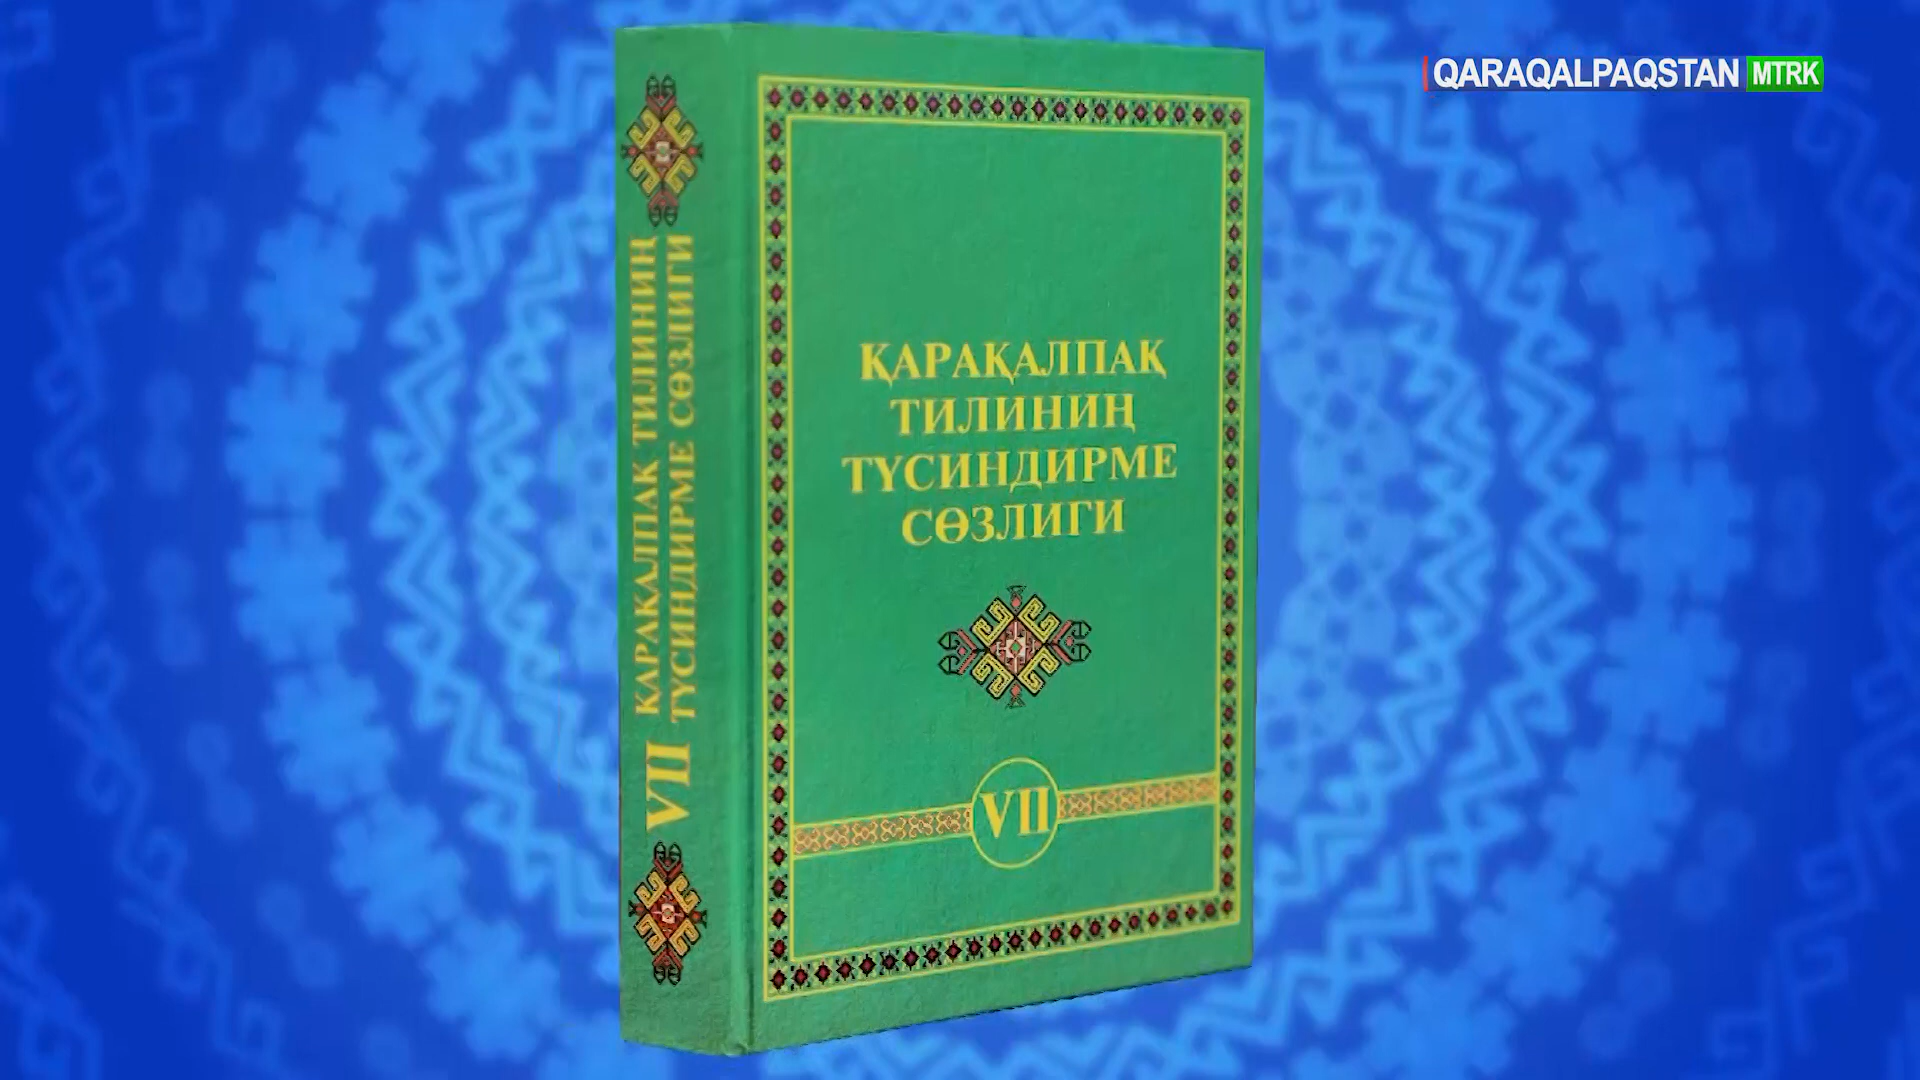 QARAQALPAQSTAN MTRK
ҚАРАҚАЛПАҚ ТИЛИНИҢ
ТҮСИНДИРМЕ СӨЗЛИГИ
VII
ҚАРАҚАЛПАҚ
ТИЛИНИҢ
ТҮСИНДИРМЕ
СӨЗЛИГИ
VII